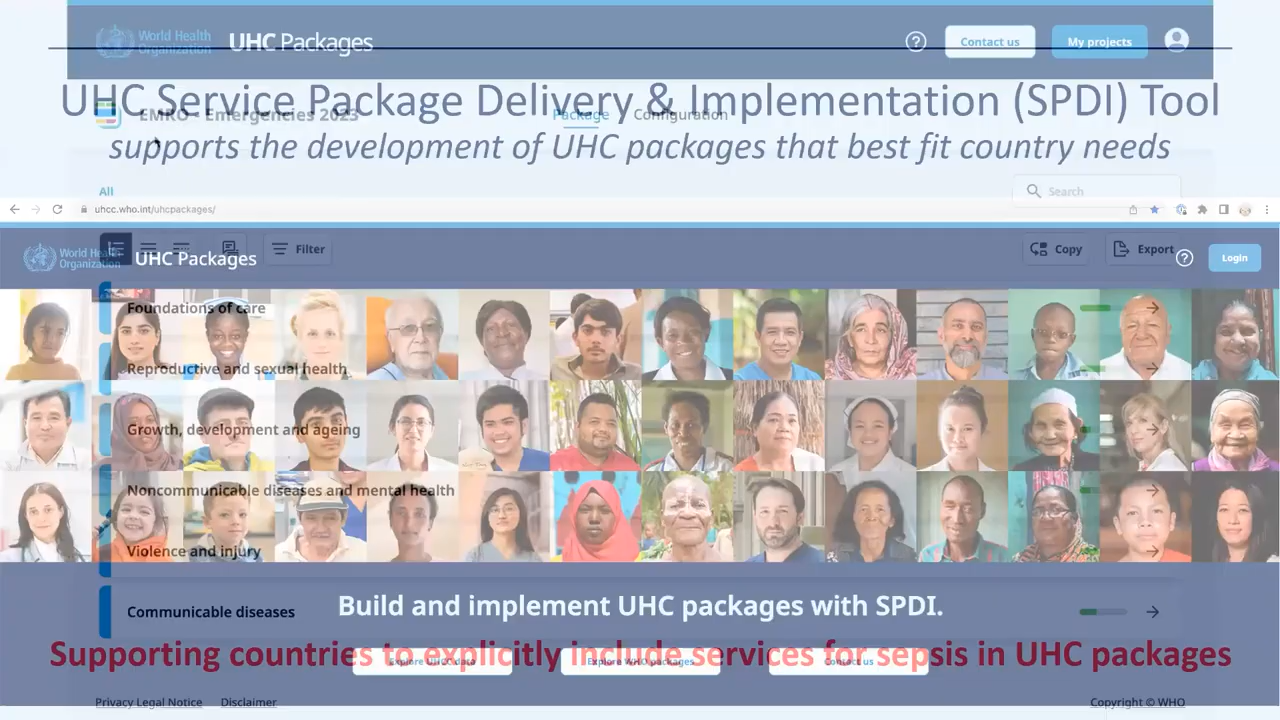 World Health
Organization
UHC Packages
Contact us
My projects
UHC Service Package Delivery & Implementation (SPDI) Tool
EMRO - Emergencies 2023
Package
Configuration
supports the development of UHC packages that best fit country needs
All
Search
uhcc.who.int/uhcpackages/
World Health
Organization
UHC Packages
Filter
Copy
Export
Login
Foundations of care
Reproductive and sexual health
Growth, development and ageing
Noncommunicable diseases and mental health
Violence and injury
Communicable diseases
Build and implement UHC packages with SPDI.
Supporting countries to explicitly include services for sepsis in UHC packages
Explore UHCC data
Explore WHO packages
Contact us
Privacy Legal Notice
Disclaimer
Copyright © WHO